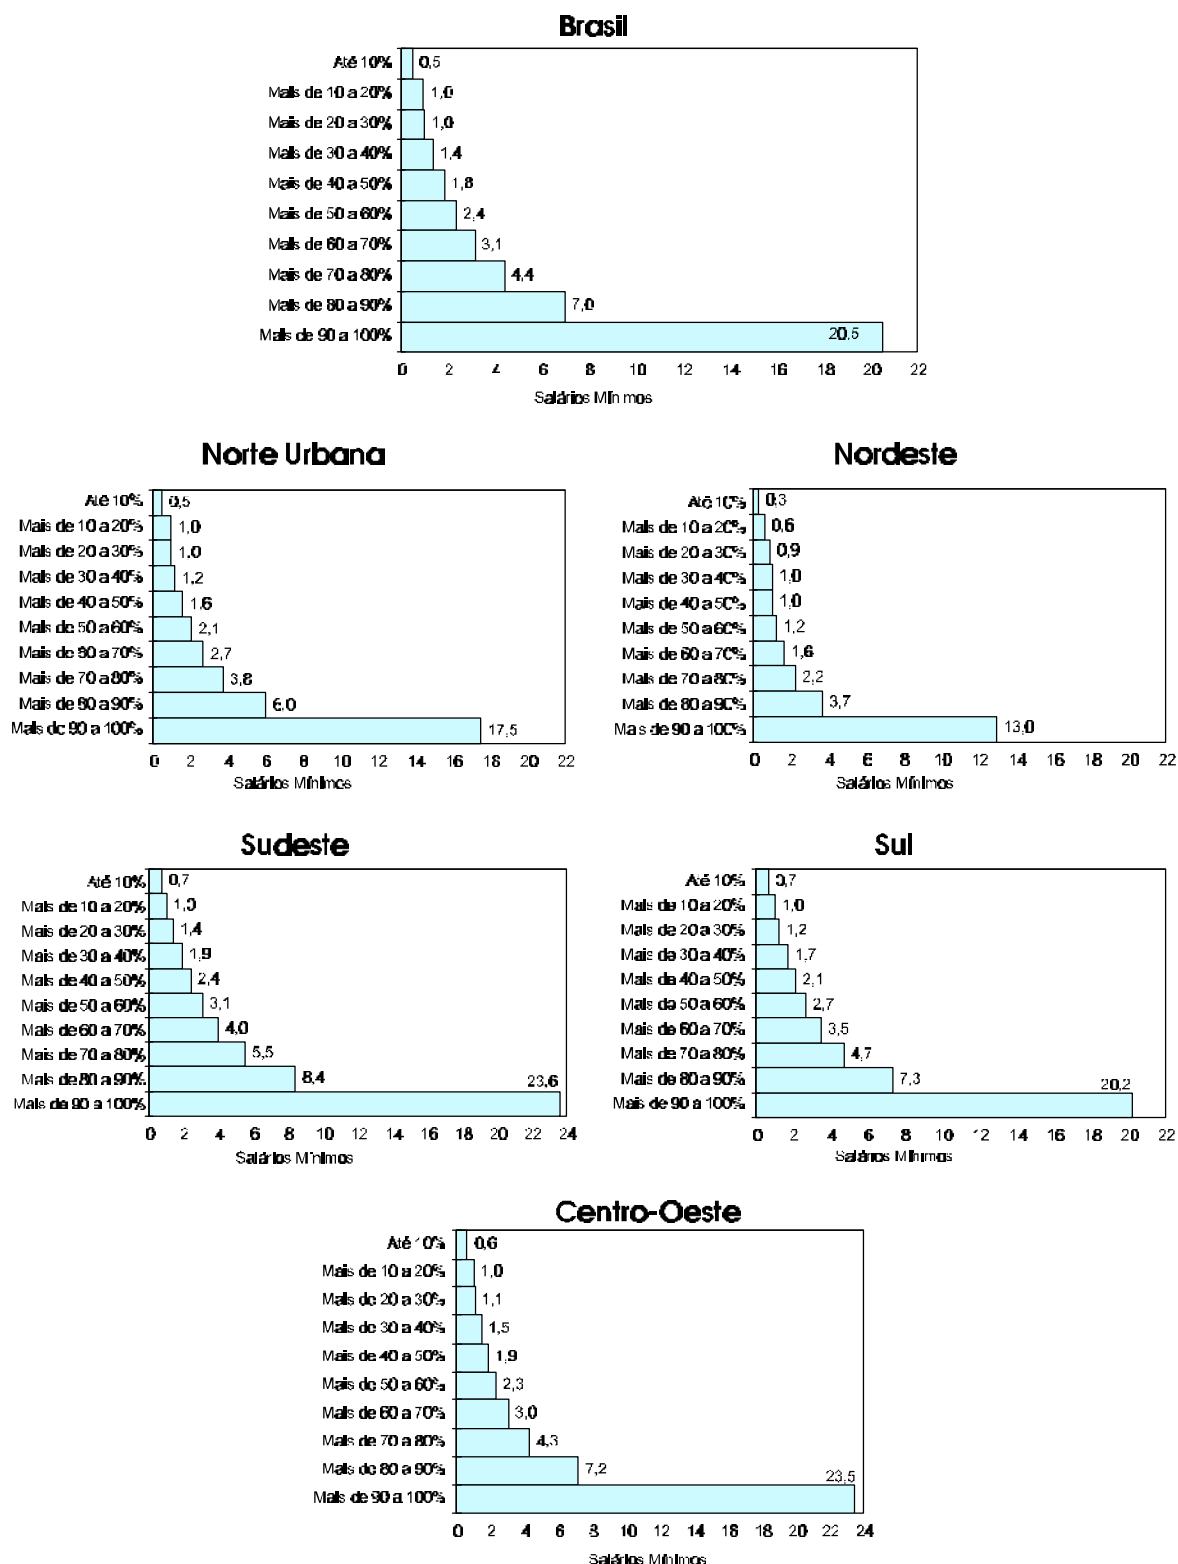 Brasil
Até 10% 0,5
Mais de 10 a 20% 1,0
Mais de 20 a 30% 1,0
Mais de 30 a 40% 1,4
Mais de 40 a 50% 1,8
Mais de 50 a 60% 2,4
Mais de 60 a 70% 3,1
Mais de 70 a 80% 4,4
Mais de 80 a 90% 7,0
Mais de 90 a 100% 20,5
0 2 4 6 8 10 12 14 16 18 20 22
Salários Mínimos
Norte Urbana
Até 10% 0,5
Mais de 10 a 20% 1,0
Mais de 20 a 30% 1,0
Mais de 30 a 40% 1,2
Mais de 40 a 50% 1,6
Mais de 50 a 60% 2,1
Mais de 60 a 70% 2,7
Mais de 70 a 80% 3,8
Mais de 80 a 90% 6,0
Mais de 90 a 100% 17,5
0 2 4 6 8 10 12 14 16 18 20 22
Salários Mínimos
Nordeste
Até 10% 0,3
Mais de 10 a 20% 0,6
Mais de 20 a 30% 0,9
Mais de 30 a 40% 1,0
Mais de 40 a 50% 1,0
Mais de 50 a 60% 1,2
Mais de 60 a 70% 1,6
Mais de 70 a 80% 2,2
Mais de 80 a 90% 3,7
Mais de 90 a 100% 13,0
0 2 4 6 8 10 12 14 16 18 20 22
Salários Mínimos
Sudeste
Até 10% 0,7
Mais de 10 a 20% 1,0
Mais de 20 a 30% 1,4
Mais de 30 a 40% 1,9
Mais de 40 a 50% 2,4
Mais de 50 a 60% 3,1
Mais de 60 a 70% 4,0
Mais de 70 a 80% 5,5
Mais de 80 a 90% 8,4
Mais de 90 a 100% 23,6
0 2 4 6 8 10 12 14 16 18 20 22 24
Salários Mínimos
Sul
Até 10% 0,7
Mais de 10 a 20% 1,0
Mais de 20 a 30% 1,2
Mais de 30 a 40% 1,7
Mais de 40 a 50% 2,1
Mais de 50 a 60% 2,7
Mais de 60 a 70% 3,5
Mais de 70 a 80% 4,7
Mais de 80 a 90% 7,3
Mais de 90 a 100% 20,2
0 2 4 6 8 10 12 14 16 18 20 22
Salários Mínimos
Centro-Oeste
Até 10% 0,6
Mais de 10 a 20% 1,0
Mais de 20 a 30% 1,1
Mais de 30 a 40% 1,5
Mais de 40 a 50% 1,9
Mais de 50 a 60% 2,3
Mais de 60 a 70% 3,0
Mais de 70 a 80% 4,3
Mais de 80 a 90% 7,2
Mais de 90 a 100% 23,5
0 2 4 6 8 10 12 14 16 18 20 22 24
Salários Mínimos